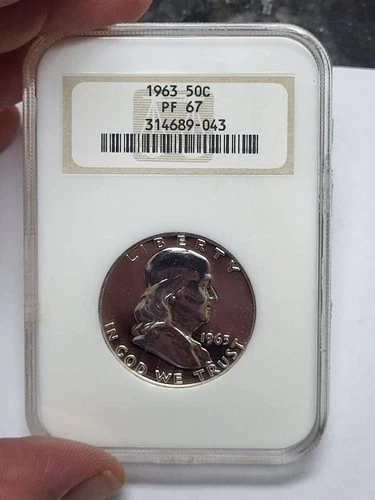 1963 50C
PF 67
314689-043
LIBERTY
1963
IN GOD WE TRUST